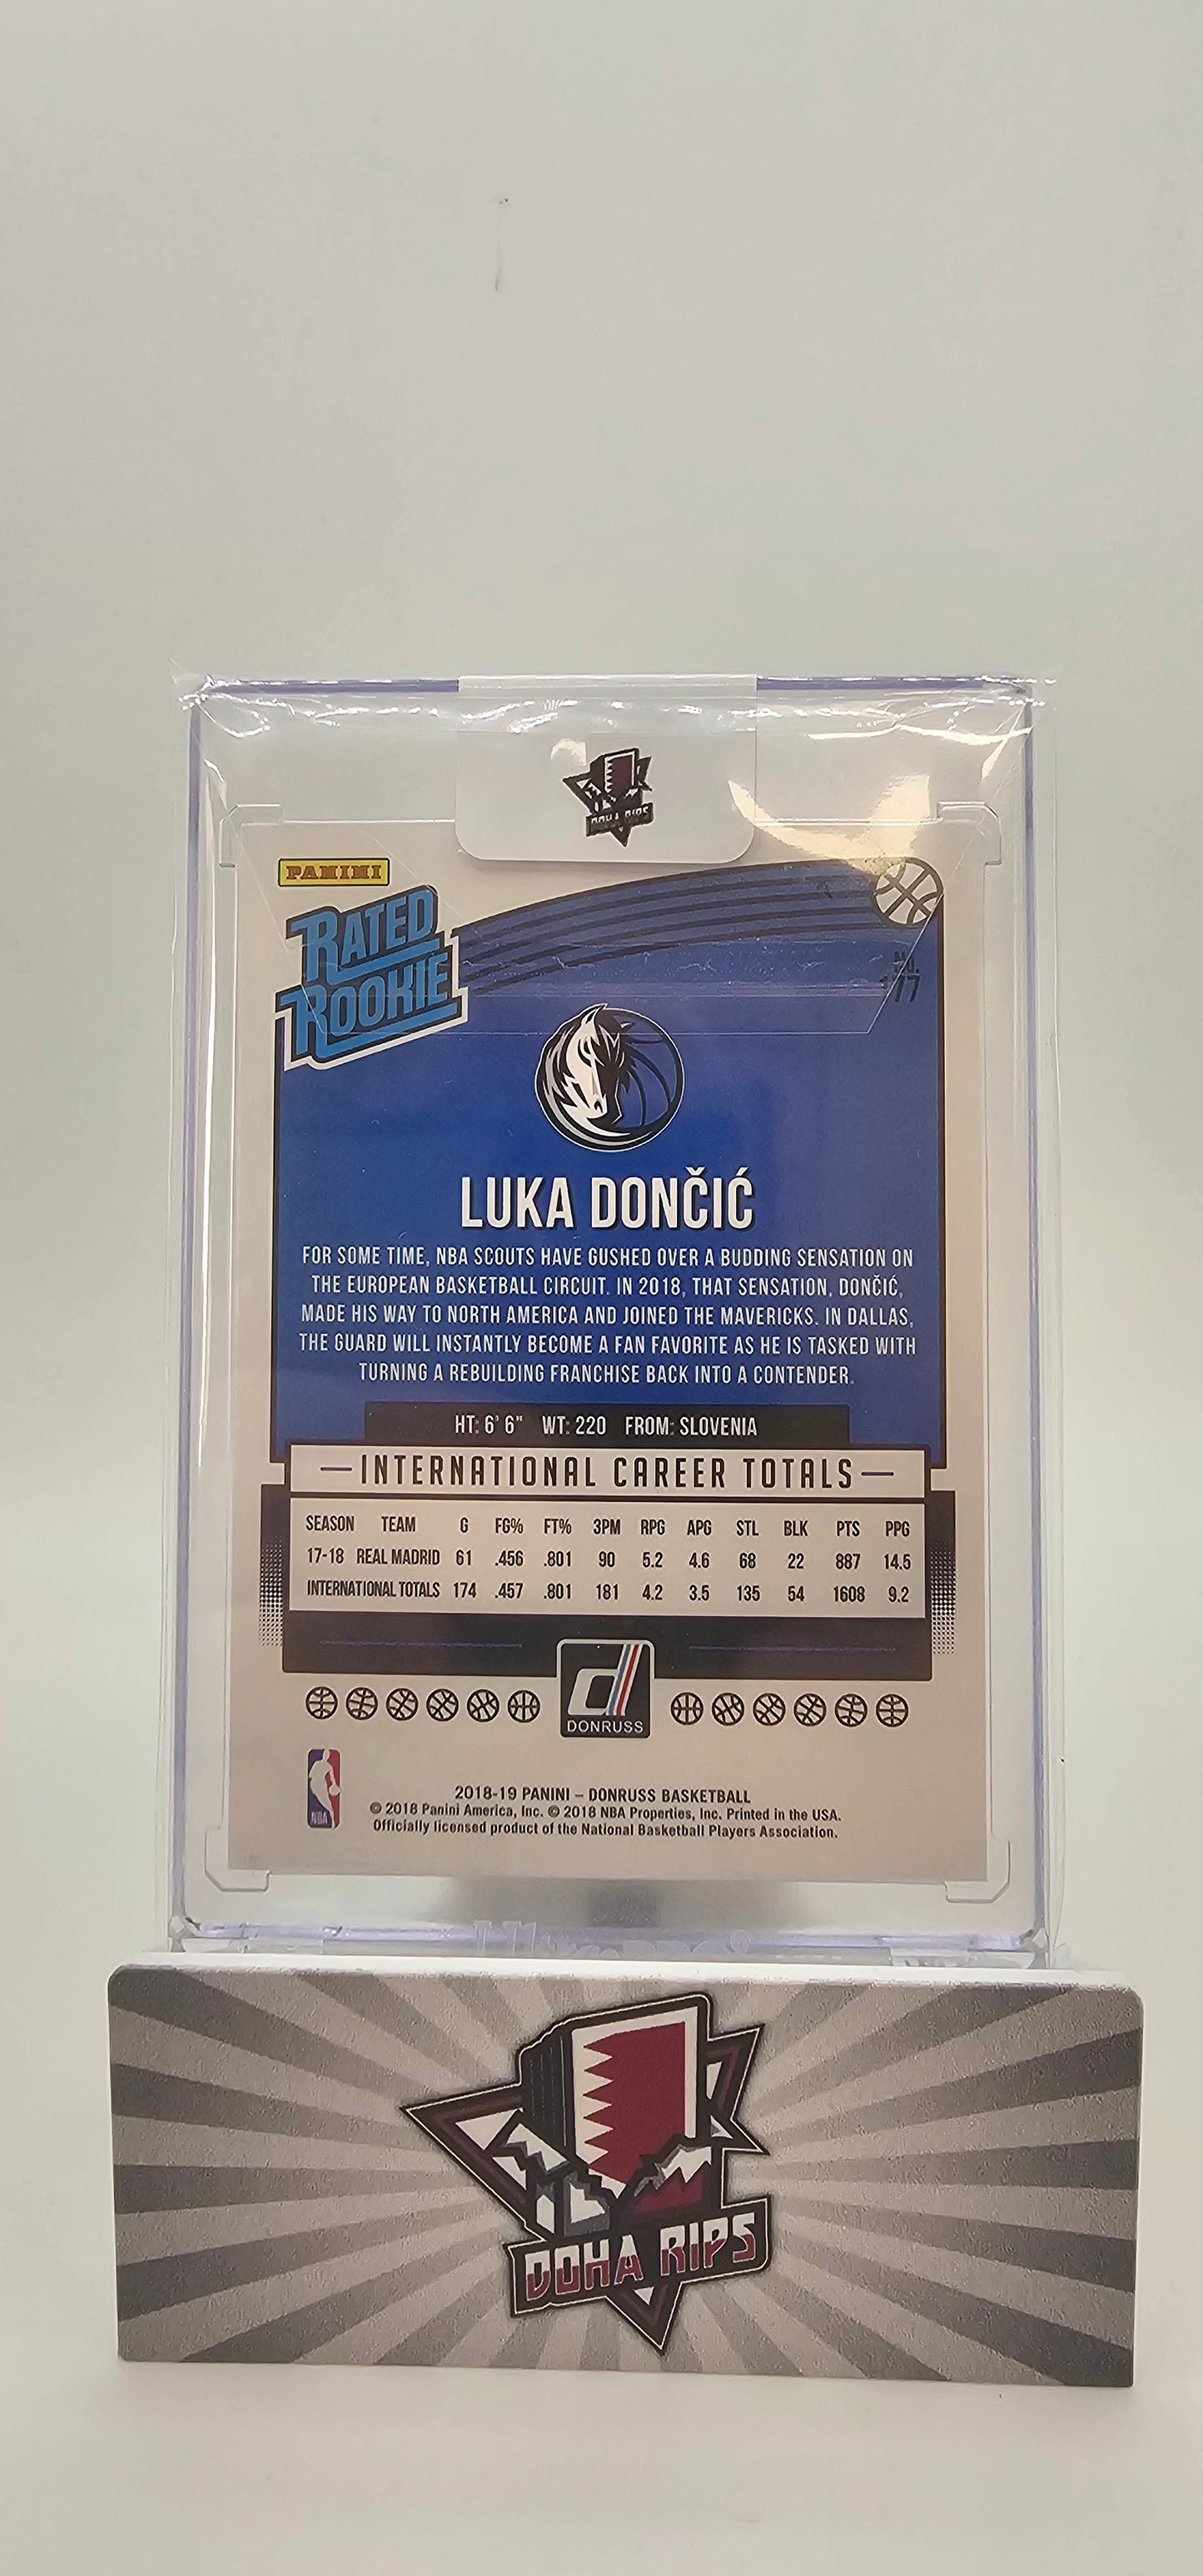 DOHA RIPS
PANINI
RATED
ROOKIE
NO.
177
LUKA DONČIĆ
FOR SOME TIME, NBA SCOUTS HAVE GUSHED OVER A BUDDING SENSATION ON
THE EUROPEAN BASKETBALL CIRCUIT. IN 2018, THAT SENSATION, DONČIĆ,
MADE HIS WAY TO NORTH AMERICA AND JOINED THE MAVERICKS. IN DALLAS,
THE GUARD WILL INSTANTLY BECOME A FAN FAVORITE AS HE IS TASKED WITH
TURNING A REBUILDING FRANCHISE BACK INTO A CONTENDER.
HT: 6' 6" WT: 220 FROM: SLOVENIA
INTERNATIONAL CAREER TOTALS
SEASON TEAM G FG% FT% 3PM RPG APG STL BLK PTS PPG
17-18 REAL MADRID 61 .456 .801 90 5.2 4.6 68 22 887 14.5
INTERNATIONAL TOTALS 174 .457 .801 181 4.2 3.5 135 54 1608 9.2
d
DONRUSS
NBA
2018-19 PANINI – DONRUSS BASKETBALL
© 2018 Panini America, Inc. © 2018 NBA Properties, Inc. Printed in the USA.
Officially licensed product of the National Basketball Players Association.
DOHA RIPS